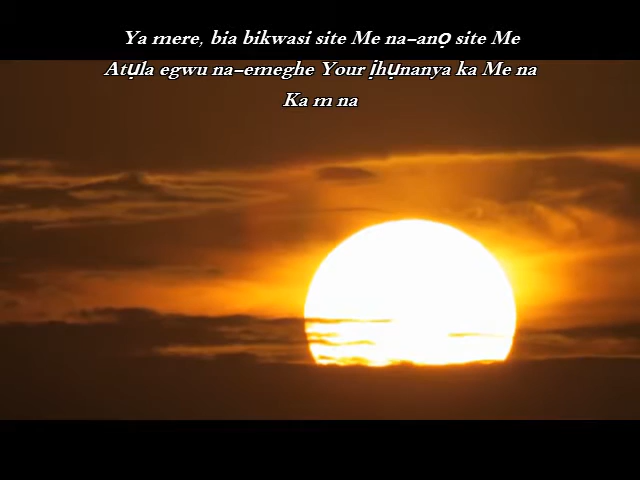 Ya mere, bia bikwasi site Me na-anọ site Me
Atụla egwu na-emeghe Your ịhụnanya ka Me na
Ka m na